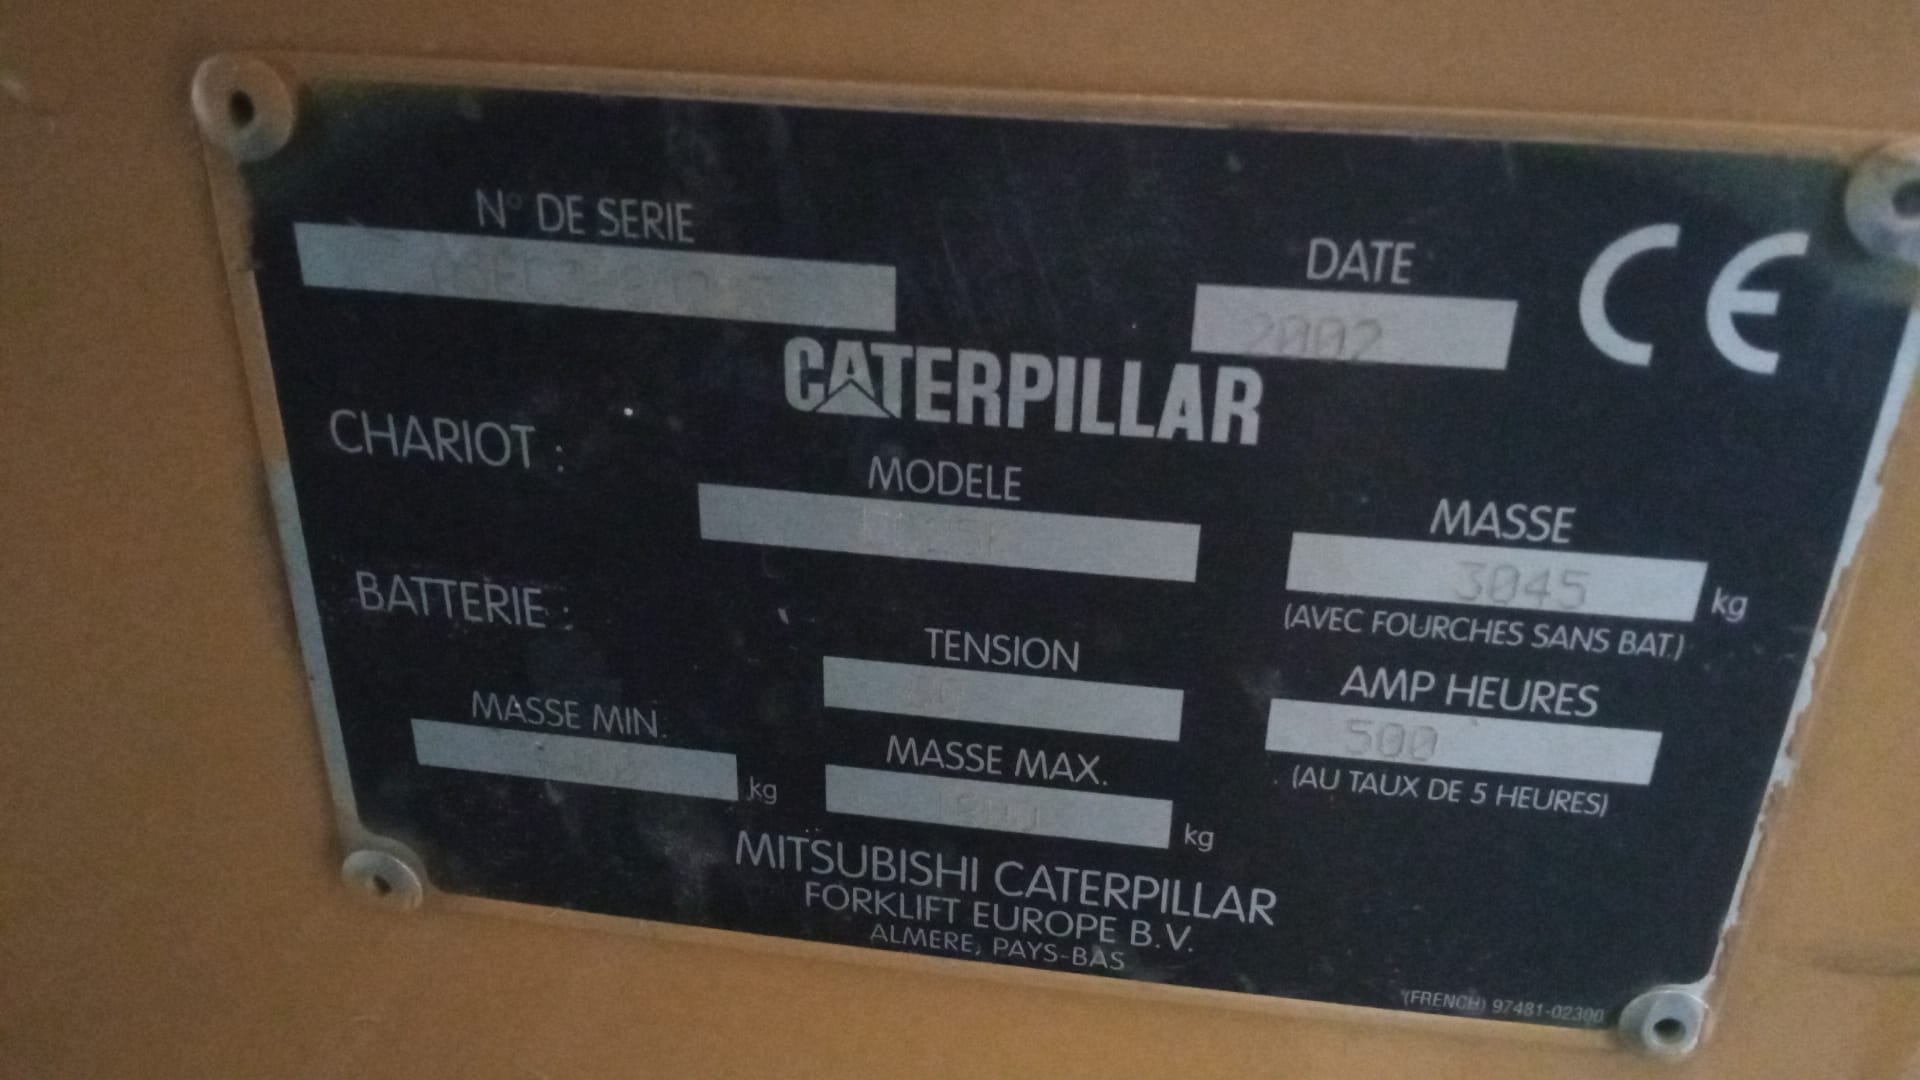 N° DE SERIE
DATE
CE
2002
CATERPILLAR
CHARIOT :
MODELE
MASSE
3045 kg
(AVEC FOURCHES SANS BAT.)
BATTERIE :
TENSION
AMP HEURES
500
(AU TAUX DE 5 HEURES)
MASSE MIN.
kg
MASSE MAX.
kg
MITSUBISHI CATERPILLAR
FORKLIFT EUROPE B.V.
ALMERE, PAYS-BAS
(FRENCH) 97481-02300